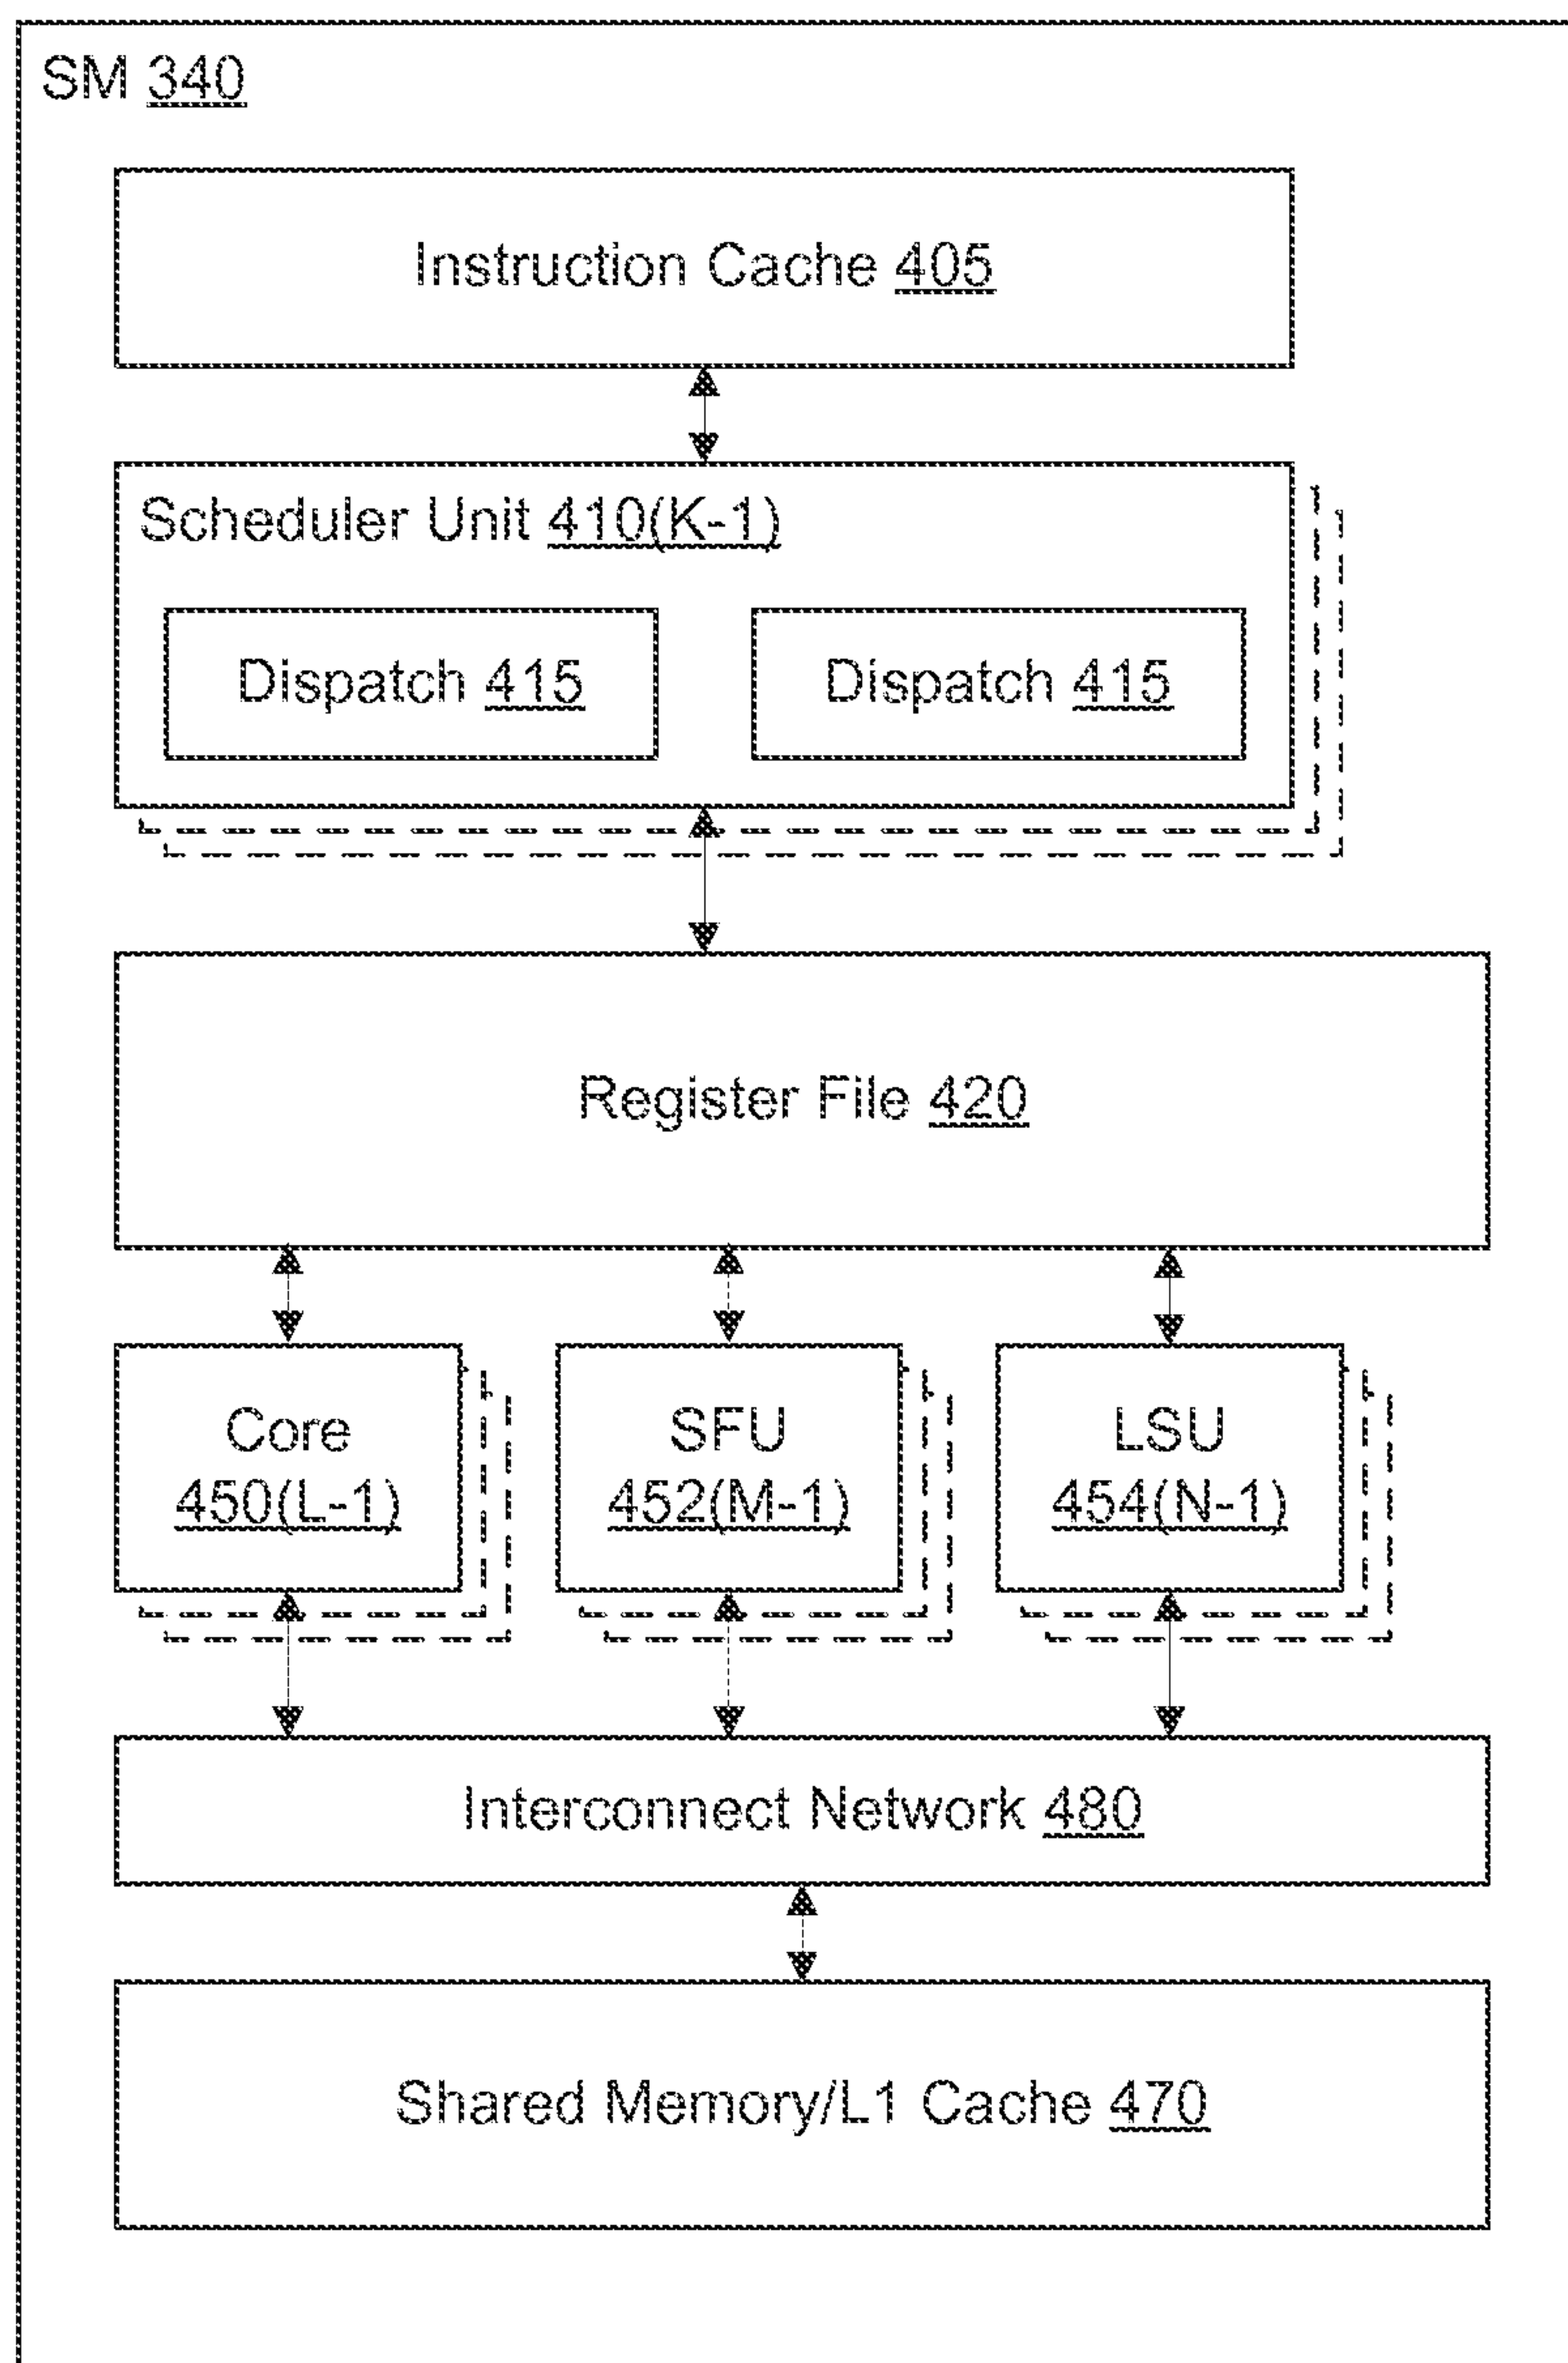 SM 340
Instruction Cache 405
Scheduler Unit 410(K-1)
Dispatch 415
Dispatch 415
Register File 420
Core
450(L-1)
SFU
452(M-1)
LSU
454(N-1)
Interconnect Network 480
Shared Memory/L1 Cache 470